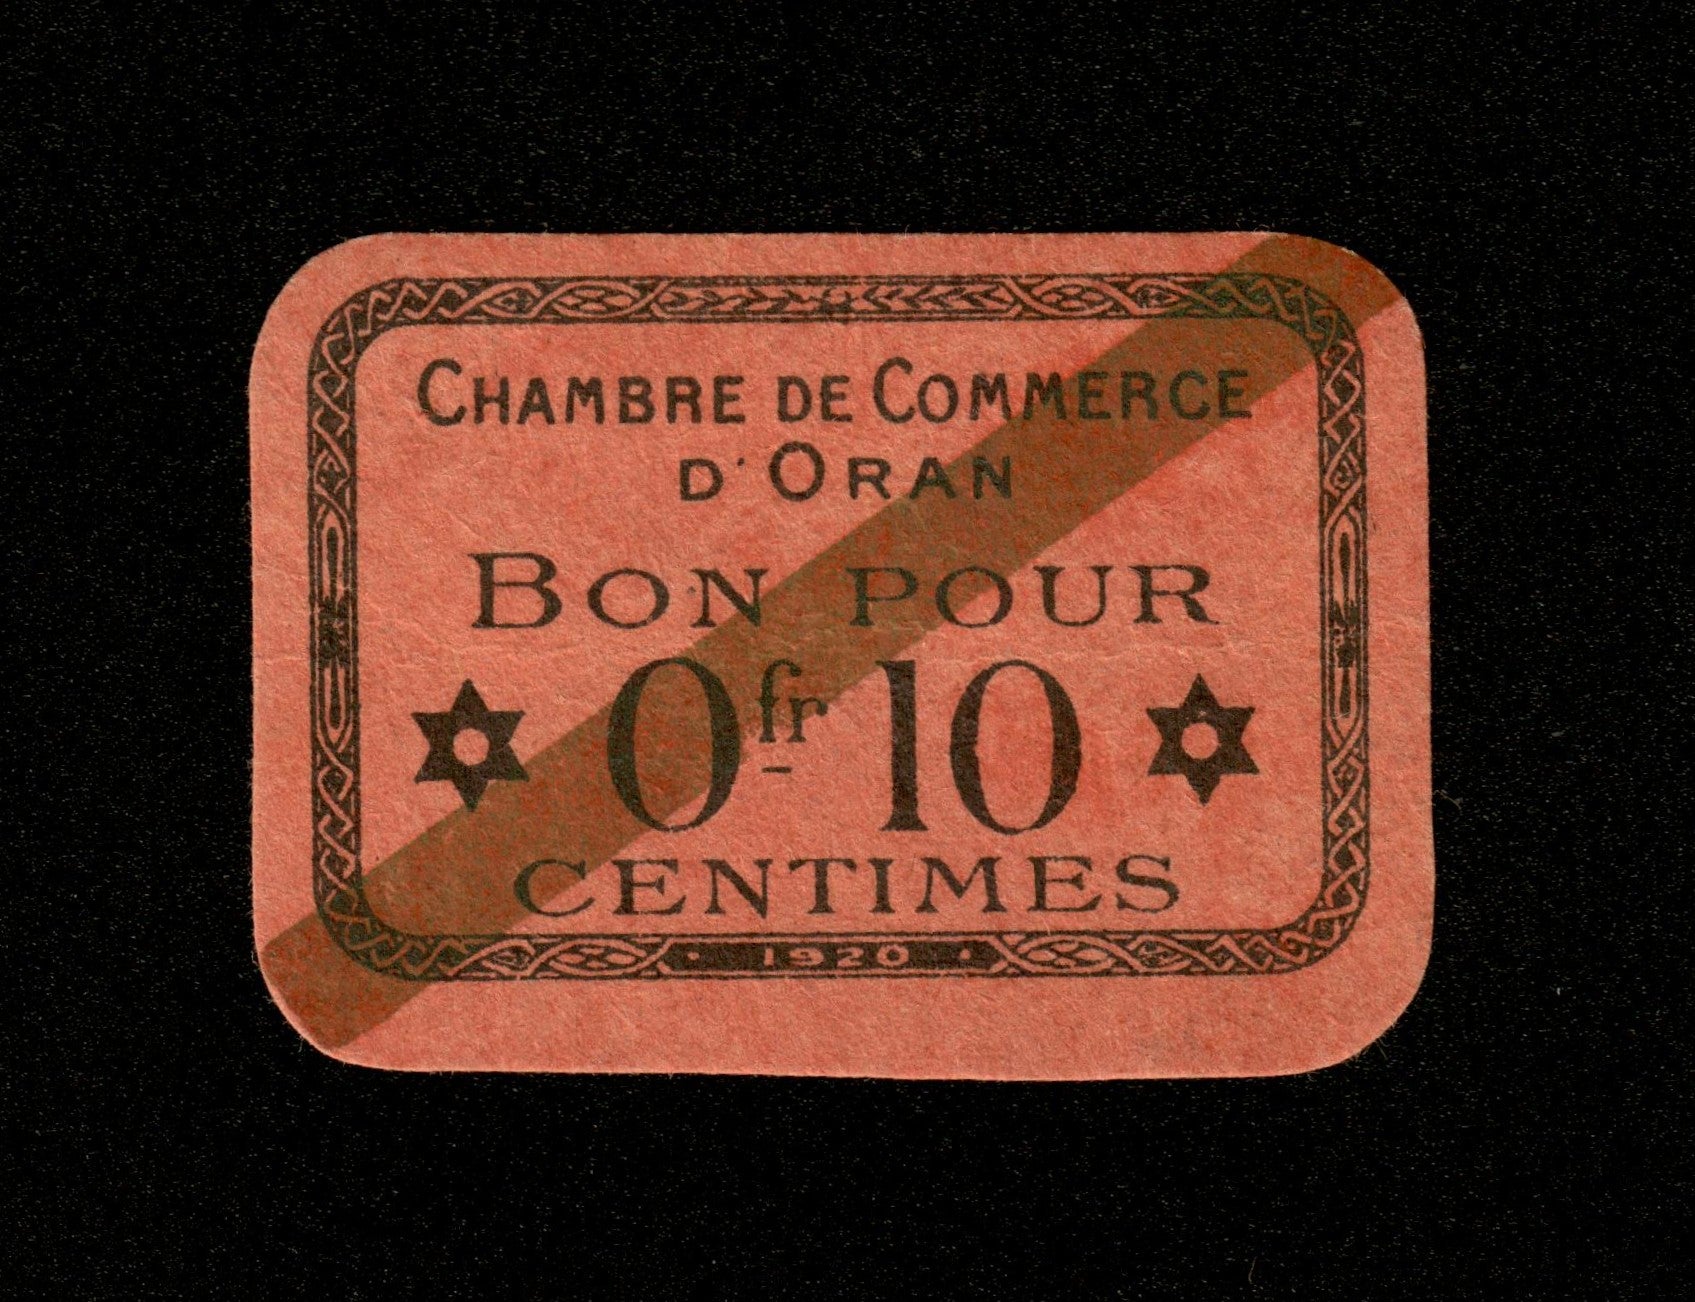 CHAMBRE DE COMMERCE
D'ORAN
BON POUR
0fr 10
CENTIMES
· 1920 ·